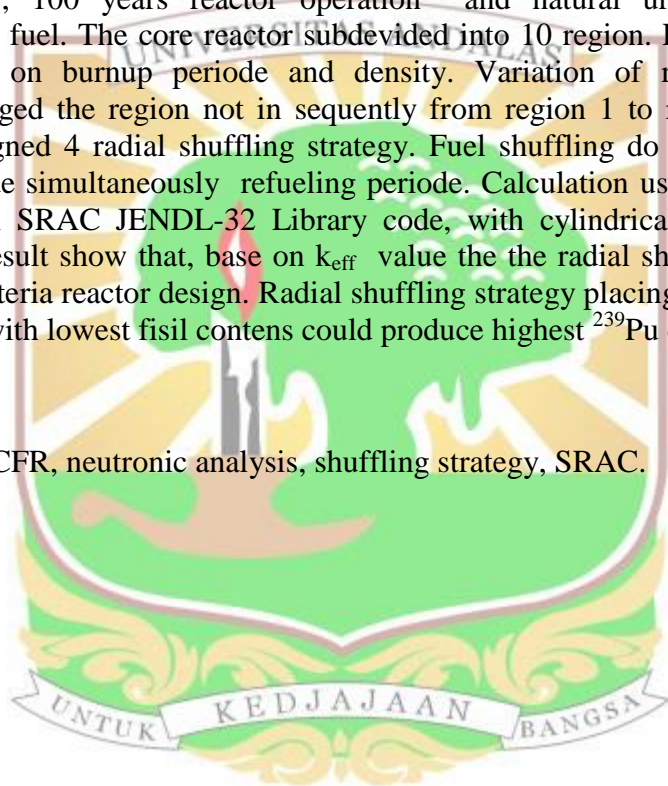 , 100 years reactor operation and natural u
fuel. The core reactor subdevided into 10 region.
UNIVERSITAS ANDALAS
on burnup periode and density. Variation of
ged the region not in sequently from region 1 to
gned 4 radial shuffling strategy. Fuel shuffling do
e simultaneously refueling periode. Calculation us
SRAC JENDL-32 Library code, with cylindrica
esult show that, base on keff value the the radial sh
teria reactor design. Radial shuffling strategy placing
with lowest fisil contens could produce highest 239Pu
CFR, neutronic analysis, shuffling strategy, SRAC.
UNTUK KEDJAJAAN BANGSA